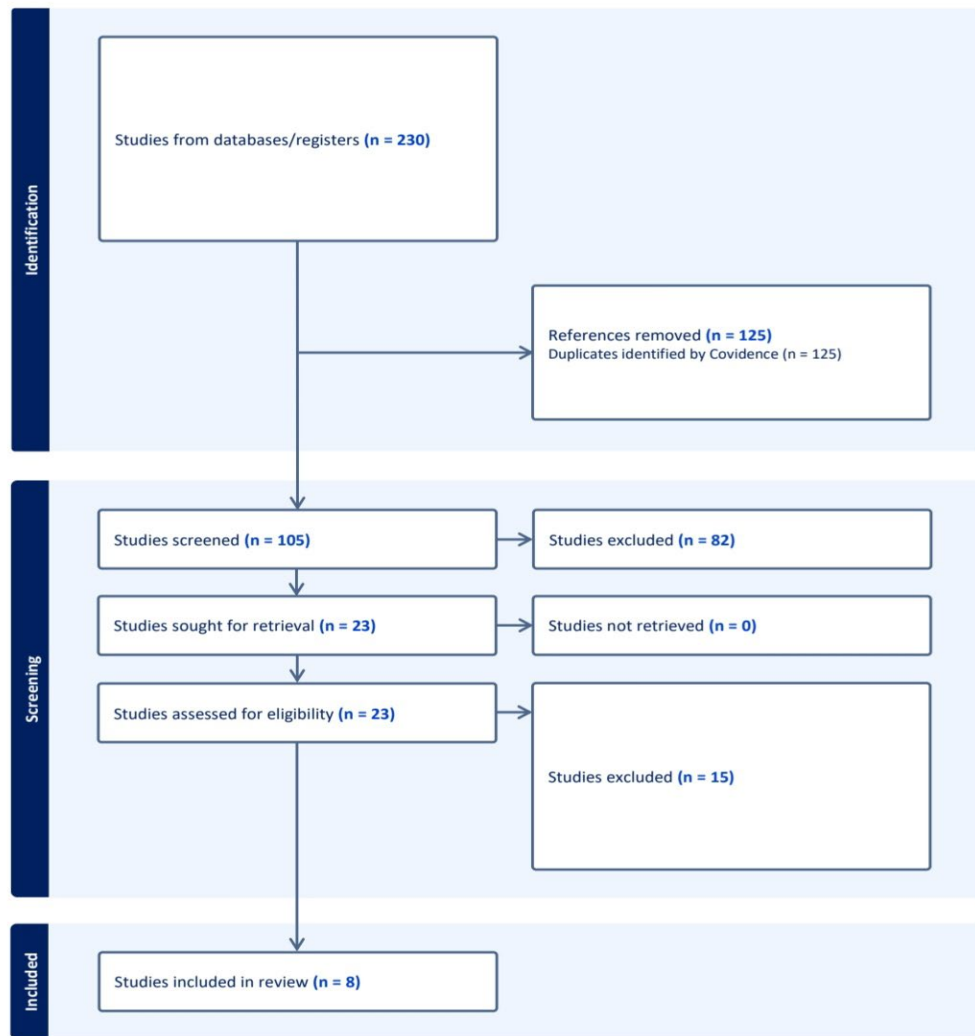 Identification
Studies from databases/registers (n = 230)
References removed (n = 125)
Duplicates identified by Covidence (n = 125)
Screening
Studies screened (n = 105)
Studies excluded (n = 82)
Studies sought for retrieval (n = 23)
Studies not retrieved (n = 0)
Studies assessed for eligibility (n = 23)
Studies excluded (n = 15)
Included
Studies included in review (n = 8)